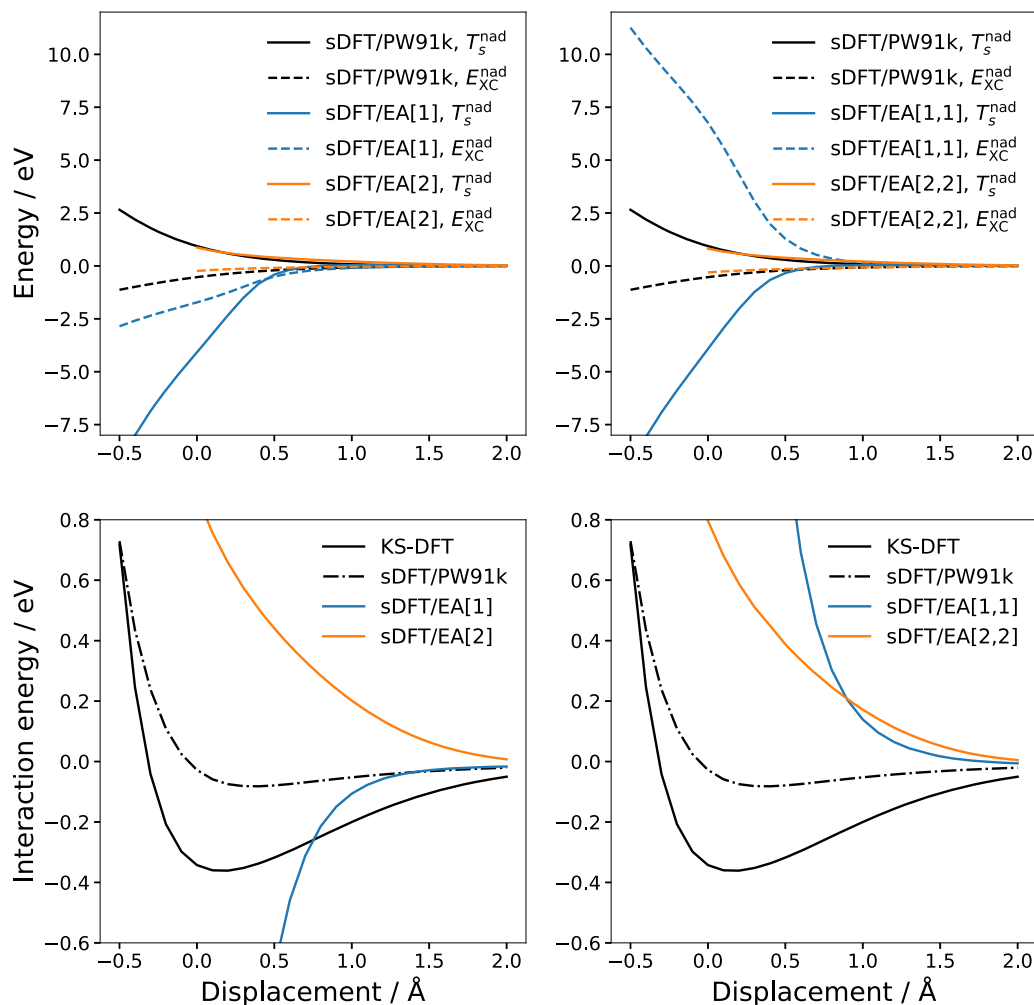 10.0
7.5
5.0
2.5
0.0
−2.5
−5.0
−7.5
Energy / eV
sDFT/PW91k, T_s^nad
sDFT/PW91k, E_XC^nad
sDFT/EA[1], T_s^nad
sDFT/EA[1], E_XC^nad
sDFT/EA[2], T_s^nad
sDFT/EA[2], E_XC^nad
−0.5 0.0 0.5 1.0 1.5 2.0
10.0
7.5
5.0
2.5
0.0
−2.5
−5.0
−7.5
sDFT/PW91k, T_s^nad
sDFT/PW91k, E_XC^nad
sDFT/EA[1,1], T_s^nad
sDFT/EA[1,1], E_XC^nad
sDFT/EA[2,2], T_s^nad
sDFT/EA[2,2], E_XC^nad
−0.5 0.0 0.5 1.0 1.5 2.0
0.8
0.6
0.4
0.2
0.0
−0.2
−0.4
−0.6
Interaction energy / eV
KS-DFT
sDFT/PW91k
sDFT/EA[1]
sDFT/EA[2]
−0.5 0.0 0.5 1.0 1.5 2.0
Displacement / Å
0.8
0.6
0.4
0.2
0.0
−0.2
−0.4
−0.6
KS-DFT
sDFT/PW91k
sDFT/EA[1,1]
sDFT/EA[2,2]
−0.5 0.0 0.5 1.0 1.5 2.0
Displacement / Å